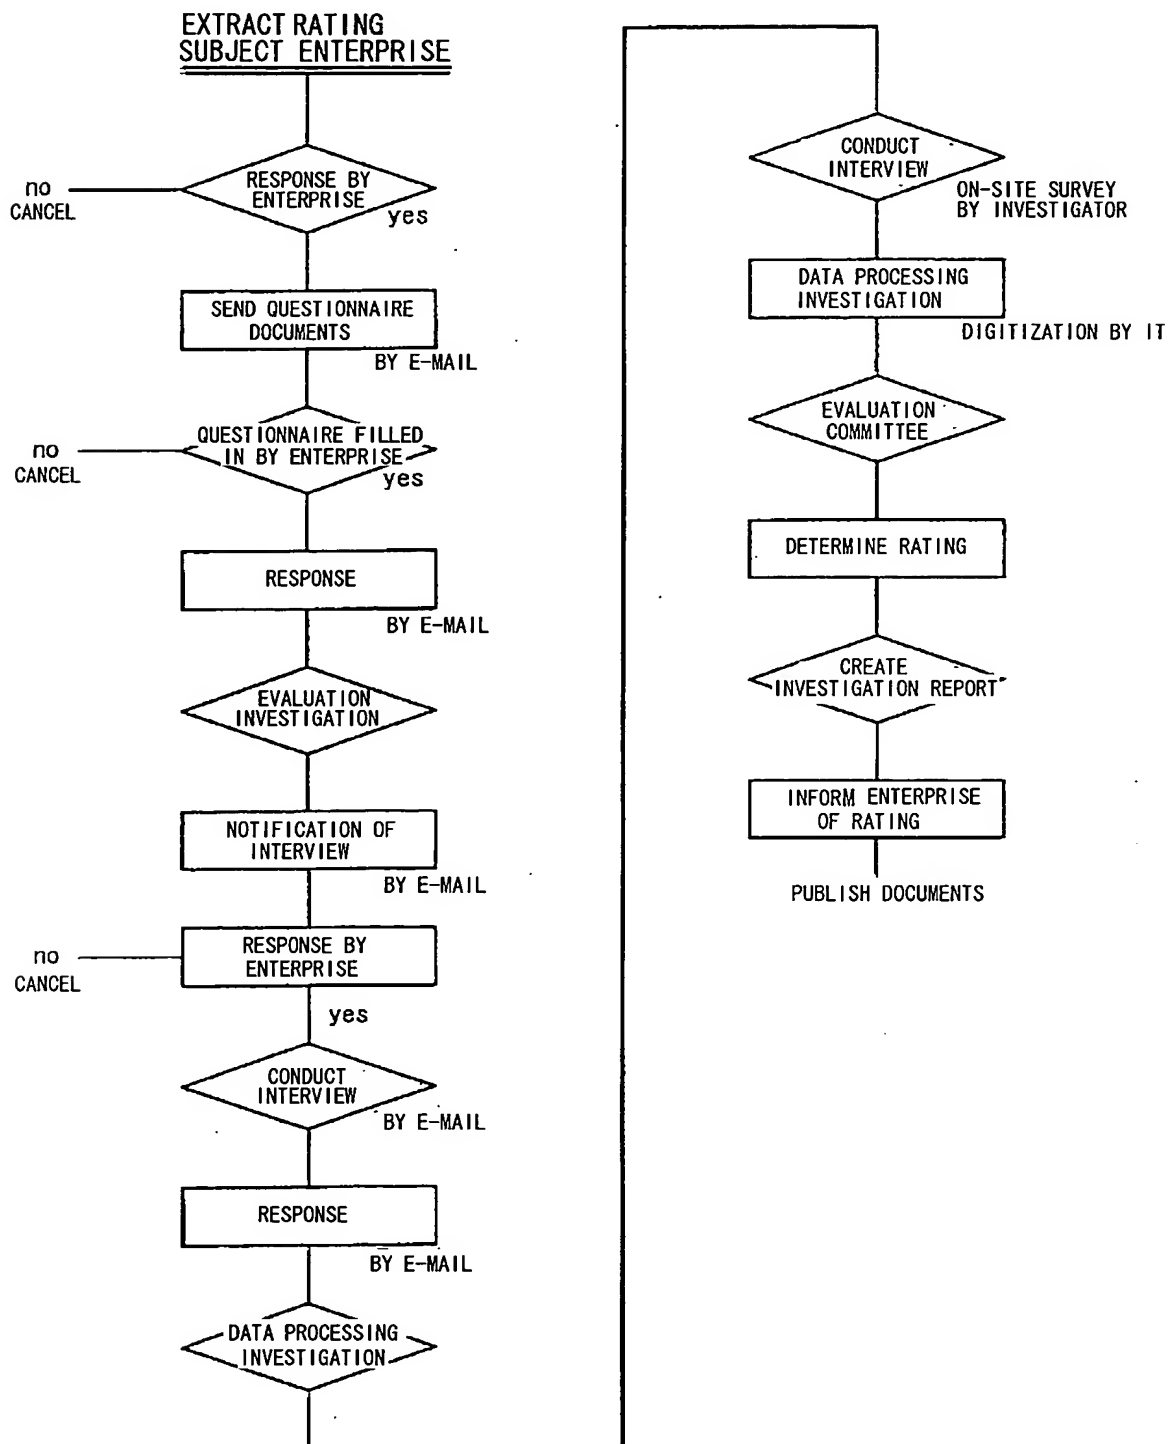 EXTRACT RATING
SUBJECT ENTERPRISE
RESPONSE BY
ENTERPRISE
no
CANCEL
yes
SEND QUESTIONNAIRE
DOCUMENTS
BY E-MAIL
QUESTIONNAIRE FILLED
IN BY ENTERPRISE
no
CANCEL
yes
RESPONSE
BY E-MAIL
EVALUATION
INVESTIGATION
NOTIFICATION OF
INTERVIEW
BY E-MAIL
RESPONSE BY
ENTERPRISE
no
CANCEL
yes
CONDUCT
INTERVIEW
BY E-MAIL
RESPONSE
BY E-MAIL
DATA PROCESSING
INVESTIGATION
CONDUCT
INTERVIEW
ON-SITE SURVEY
BY INVESTIGATOR
DATA PROCESSING
INVESTIGATION
DIGITIZATION BY IT
EVALUATION
COMMITTEE
DETERMINE RATING
CREATE
INVESTIGATION REPORT
INFORM ENTERPRISE
OF RATING
PUBLISH DOCUMENTS